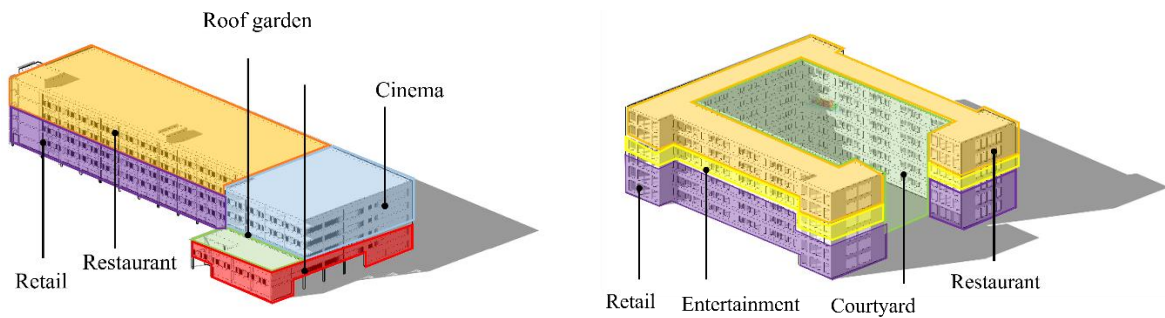 Roof garden
Cinema
Retail
Restaurant
Retail
Entertainment
Courtyard
Restaurant